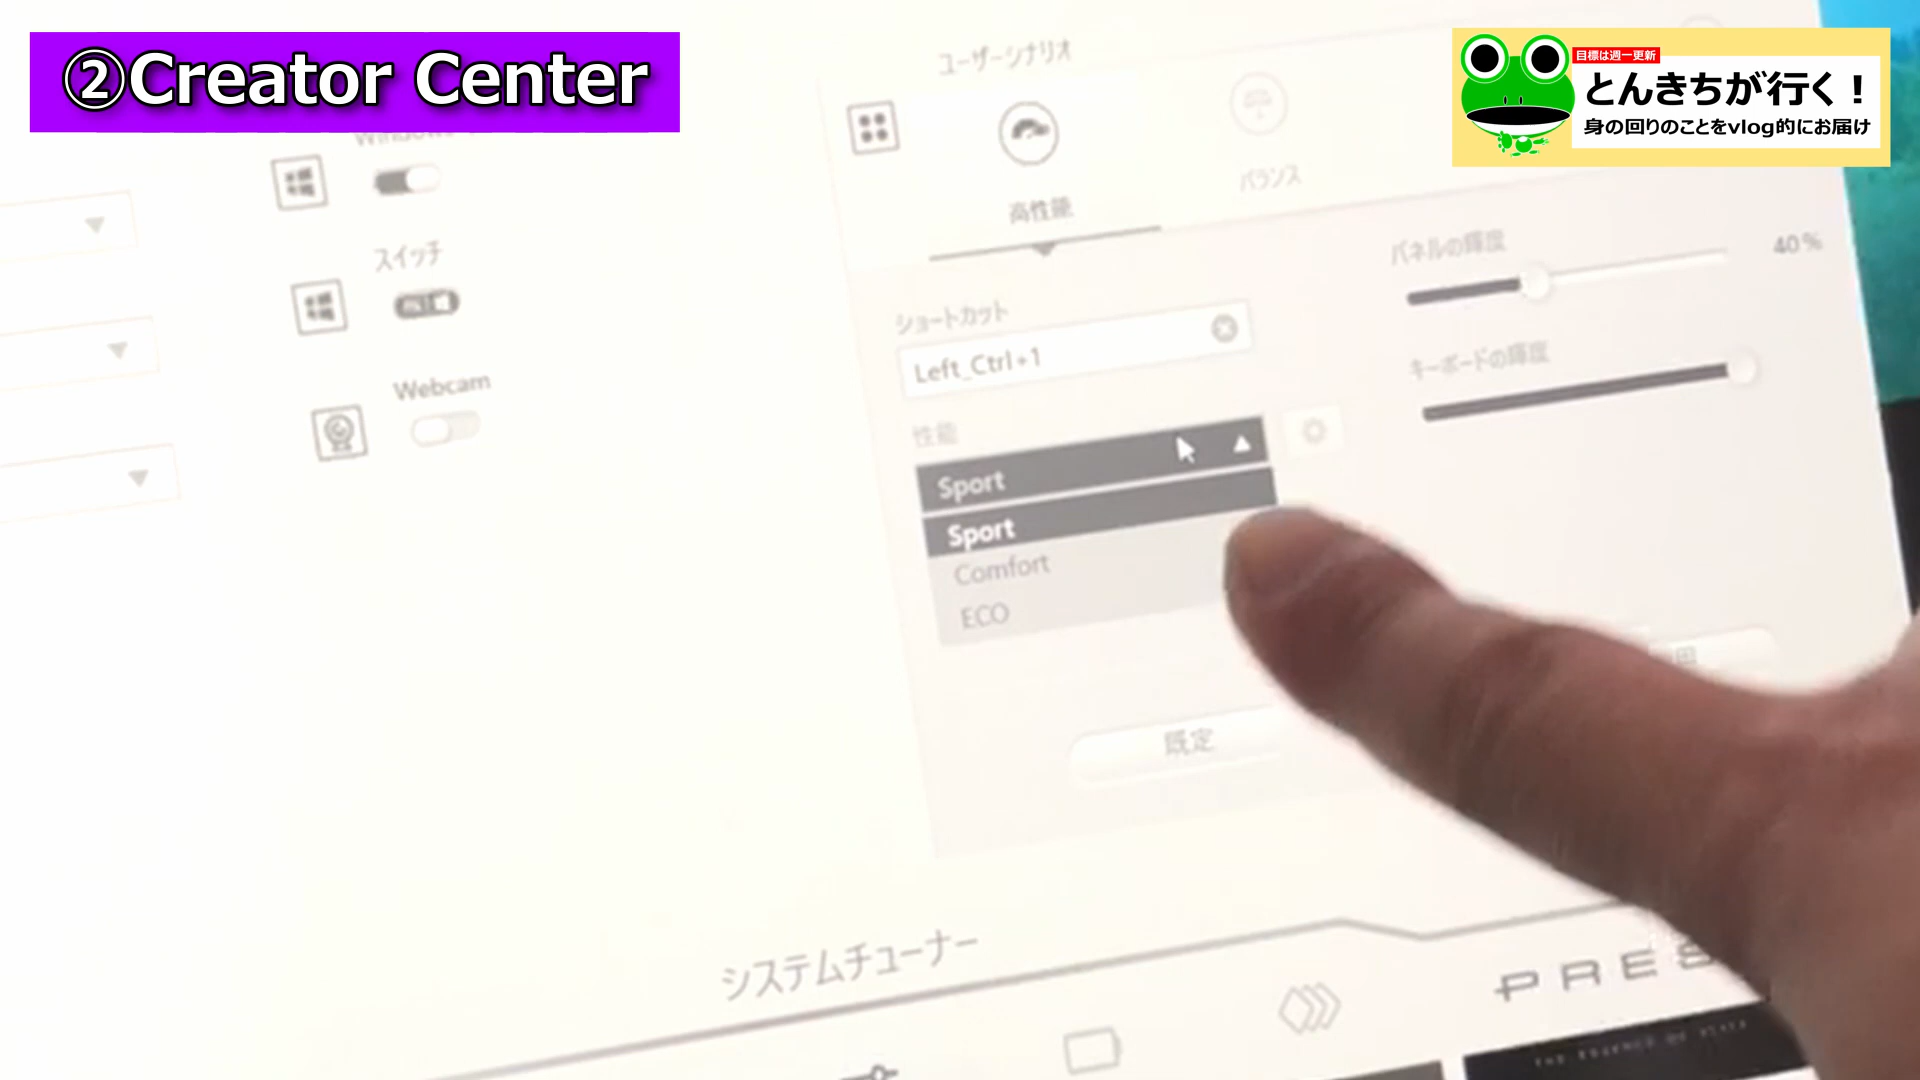 ②Creator Center
目標は週一更新
とんきちが行く！
身の回りのことをvlog的にお届け
ユーザーシナリオ
高性能
バランス
スイッチ
Webcam
ショートカット
Left_Ctrl+1
性能
Sport
Sport
Comfort
ECO
パネルの輝度
40%
キーボードの輝度
既定
システムチューナー